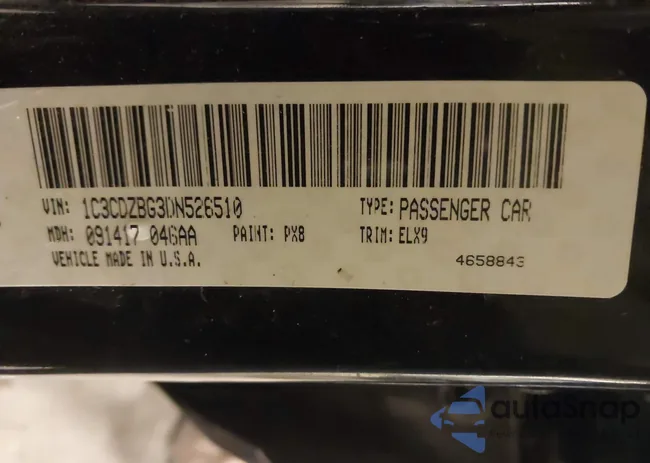 VIN: 1C3CDZBG3DN526510 TYPE: PASSENGER CAR
MDH: 091417 046AA PAINT: PX8 TRIM: ELX9
VEHICLE MADE IN U.S.A. 4658843
autoSnap